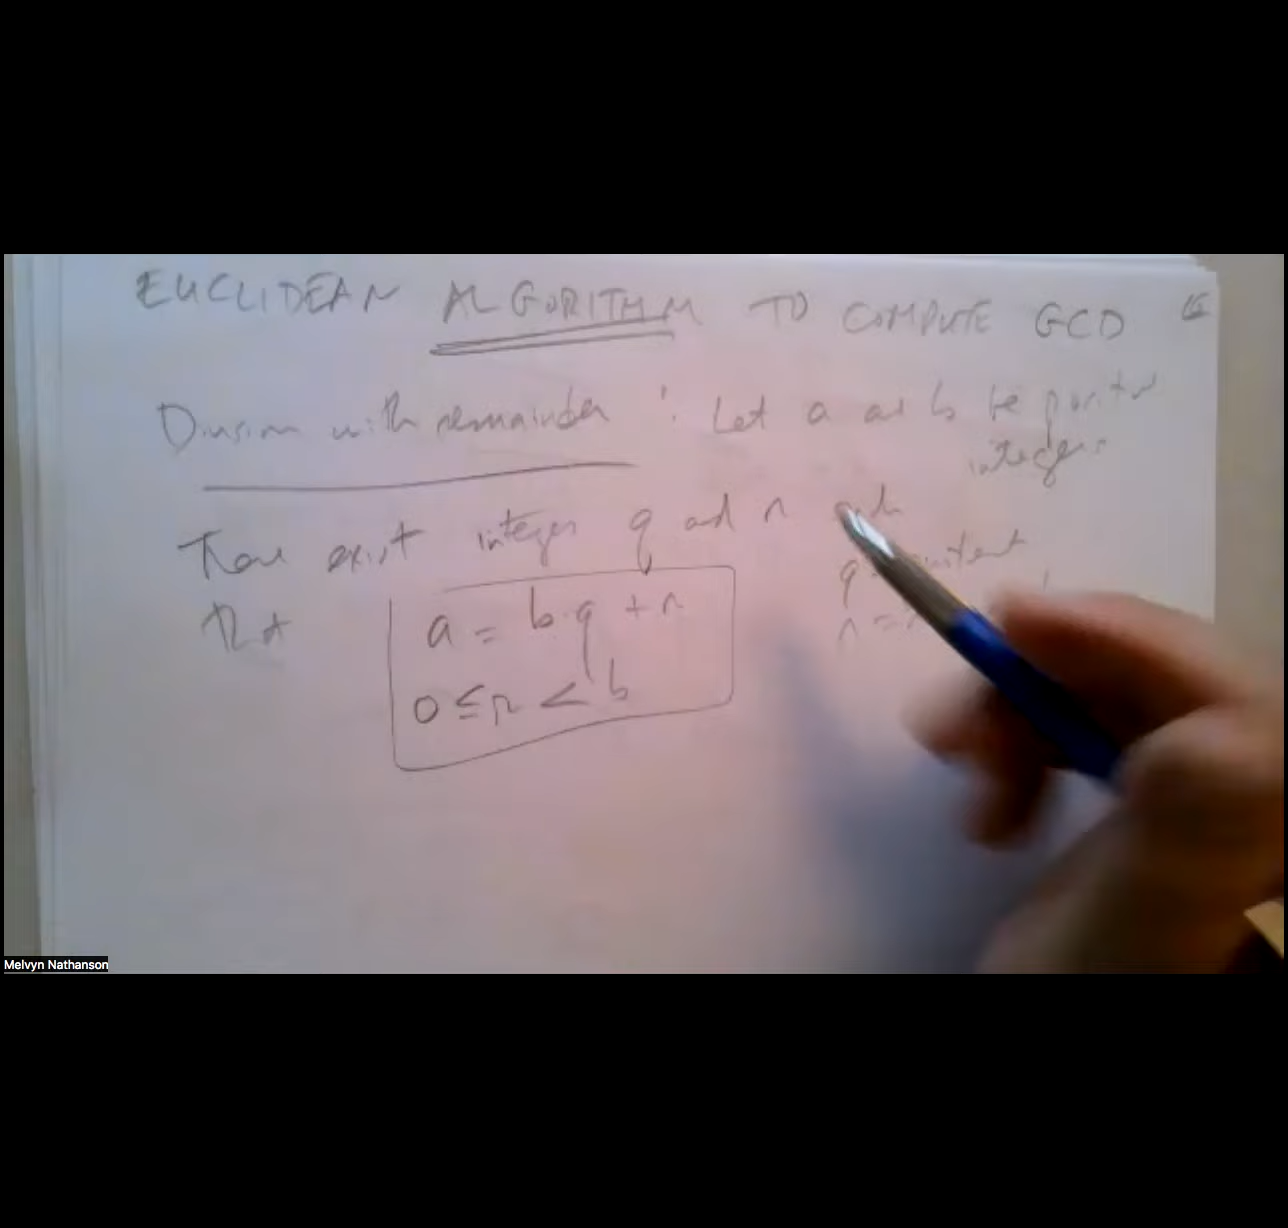 EUCLIDEAN ALGORITHM TO COMPUTE GCD
Division with remainder : Let a and b be positive
integers
There exist integers q and r such
q = quotient
that a = b·q + r
r =
0 ≤ r < b
Melvyn Nathanson